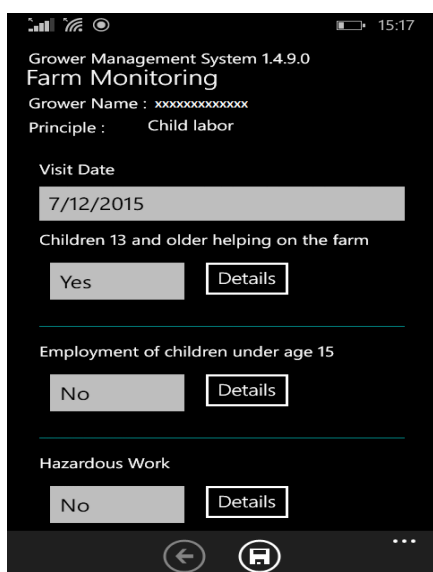 15:17
Grower Management System 1.4.9.0
Farm Monitoring
Grower Name : xxxxxxxxxxxxx
Principle : Child labor
Visit Date
7/12/2015
Children 13 and older helping on the farm
Yes Details
Employment of children under age 15
No Details
Hazardous Work
No Details
...